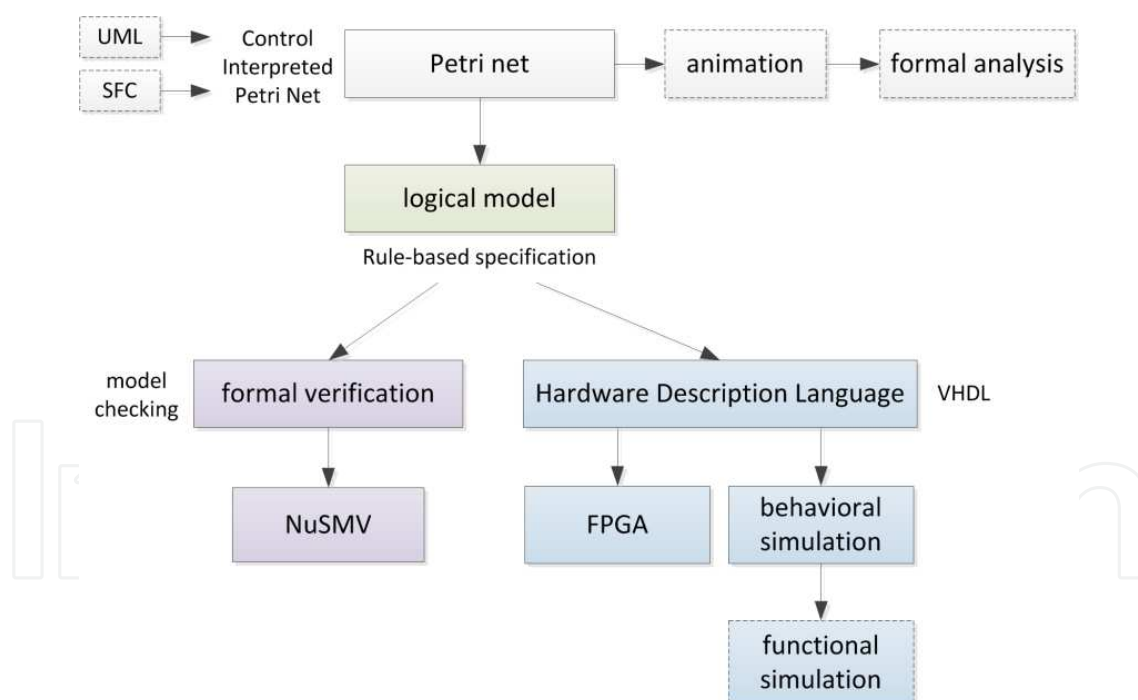 UML
SFC
Control
Interpreted
Petri Net
Petri net
animation
formal analysis
logical model
Rule-based specification
model
checking
formal verification
Hardware Description Language
VHDL
NuSMV
FPGA
behavioral
simulation
functional
simulation